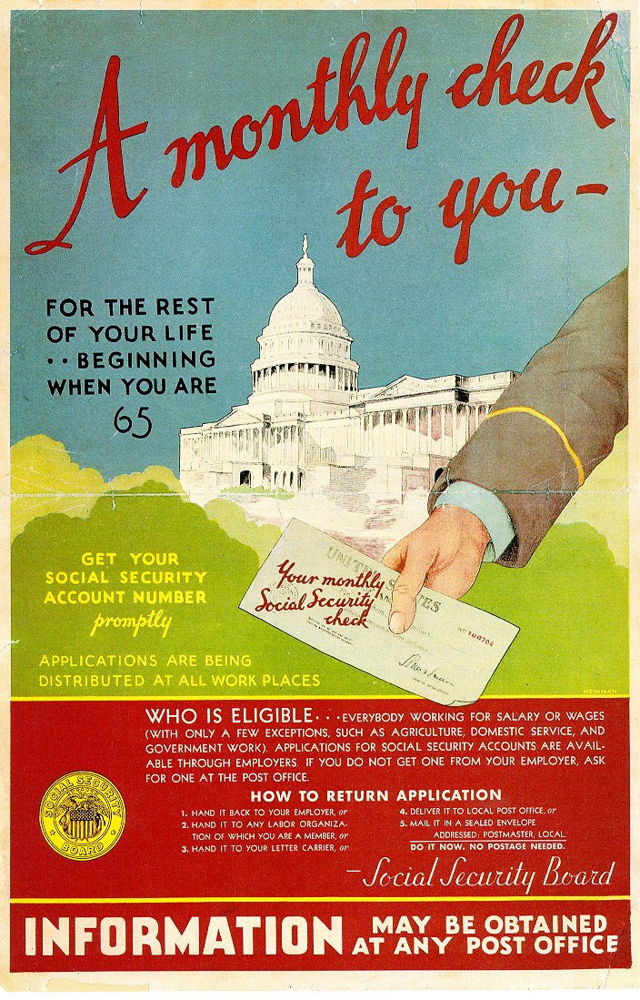 A monthly check
to you–
FOR THE REST
OF YOUR LIFE
··BEGINNING
WHEN YOU ARE
65
GET YOUR
SOCIAL SECURITY
ACCOUNT NUMBER
promptly
APPLICATIONS ARE BEING
DISTRIBUTED AT ALL WORK PLACES
UNITED STATES
Your monthly
Social Security
check
NEWMAN
WHO IS ELIGIBLE···EVERYBODY WORKING FOR SALARY OR WAGES
(WITH ONLY A FEW EXCEPTIONS, SUCH AS AGRICULTURE, DOMESTIC SERVICE, AND
GOVERNMENT WORK). APPLICATIONS FOR SOCIAL SECURITY ACCOUNTS ARE AVAIL-
ABLE THROUGH EMPLOYERS. IF YOU DO NOT GET ONE FROM YOUR EMPLOYER, ASK
FOR ONE AT THE POST OFFICE.
SOCIAL SECURITY
BOARD
HOW TO RETURN APPLICATION
1. HAND IT BACK TO YOUR EMPLOYER, or
2. HAND IT TO ANY LABOR ORGANIZA-
TION OF WHICH YOU ARE A MEMBER, or
3. HAND IT TO YOUR LETTER CARRIER, or
4. DELIVER IT TO LOCAL POST OFFICE, or
5. MAIL IT IN A SEALED ENVELOPE
ADDRESSED: POSTMASTER, LOCAL.
DO IT NOW. NO POSTAGE NEEDED.
–Social Security Board
INFORMATION MAY BE OBTAINED
AT ANY POST OFFICE